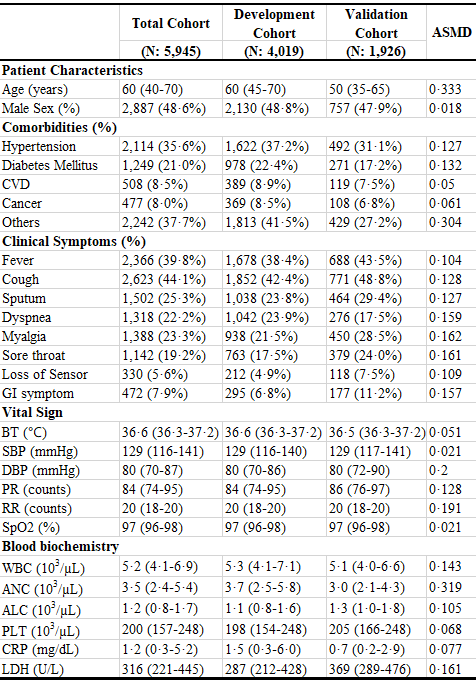 Total Cohort Development Cohort Validation Cohort ASMD
(N: 5,945) (N: 4,019) (N: 1,926)
Patient Characteristics
Age (years) 60 (40-70) 60 (45-70) 50 (35-65) 0·333
Male Sex (%) 2,887 (48·6%) 2,130 (48·8%) 757 (47·9%) 0·018
Comorbidities (%)
Hypertension 2,114 (35·6%) 1,622 (37·2%) 492 (31·1%) 0·127
Diabetes Mellitus 1,249 (21·0%) 978 (22·4%) 271 (17·2%) 0·132
CVD 508 (8·5%) 389 (8·9%) 119 (7·5%) 0·05
Cancer 477 (8·0%) 369 (8·5%) 108 (6·8%) 0·061
Others 2,242 (37·7%) 1,813 (41·5%) 429 (27·2%) 0·304
Clinical Symptoms (%)
Fever 2,366 (39·8%) 1,678 (38·4%) 688 (43·5%) 0·104
Cough 2,623 (44·1%) 1,852 (42·4%) 771 (48·8%) 0·128
Sputum 1,502 (25·3%) 1,038 (23·8%) 464 (29·4%) 0·127
Dyspnea 1,318 (22·2%) 1,042 (23·9%) 276 (17·5%) 0·159
Myalgia 1,388 (23·3%) 938 (21·5%) 450 (28·5%) 0·162
Sore throat 1,142 (19·2%) 763 (17·5%) 379 (24·0%) 0·161
Loss of Sensor 330 (5·6%) 212 (4·9%) 118 (7·5%) 0·109
GI symptom 472 (7·9%) 295 (6·8%) 177 (11·2%) 0·157
Vital Sign
BT (°C) 36·6 (36·3-37·2) 36·6 (36·3-37·2) 36·5 (36·3-37·2) 0·051
SBP (mmHg) 129 (116-141) 129 (116-140) 129 (117-141) 0·021
DBP (mmHg) 80 (70-87) 80 (70-86) 80 (72-90) 0·2
PR (counts) 84 (74-95) 84 (74-95) 86 (76-97) 0·128
RR (counts) 20 (18-20) 20 (18-20) 20 (18-20) 0·191
SpO2 (%) 97 (96-98) 97 (96-98) 97 (96-98) 0·021
Blood biochemistry
WBC (10³/μL) 5·2 (4·1-6·9) 5·3 (4·1-7·1) 5·1 (4·0-6·6) 0·143
ANC (10³/μL) 3·5 (2·4-5·4) 3·7 (2·5-5·8) 3·0 (2·1-4·3) 0·319
ALC (10³/μL) 1·2 (0·8-1·7) 1·1 (0·8-1·6) 1·3 (1·0-1·8) 0·105
PLT (10³/μL) 200 (157-248) 198 (154-248) 205 (166-248) 0·068
CRP (mg/dL) 1·2 (0·3-5·2) 1·5 (0·3-6·0) 0·7 (0·2-2·9) 0·077
LDH (U/L) 316 (221-445) 287 (212-428) 369 (289-476) 0·161